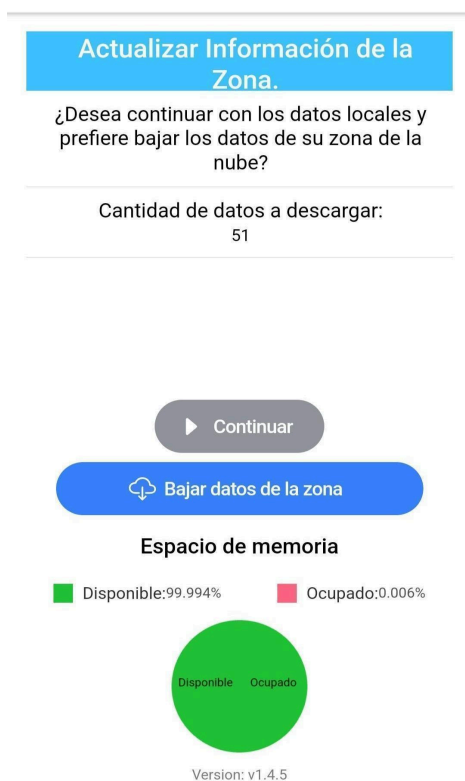 Actualizar Información de la
Zona.
¿Desea continuar con los datos locales y
prefiere bajar los datos de su zona de la
nube?
Cantidad de datos a descargar:
51
Continuar
Bajar datos de la zona
Espacio de memoria
Disponible:99.994% Ocupado:0.006%
Disponible Ocupado
Version: v1.4.5